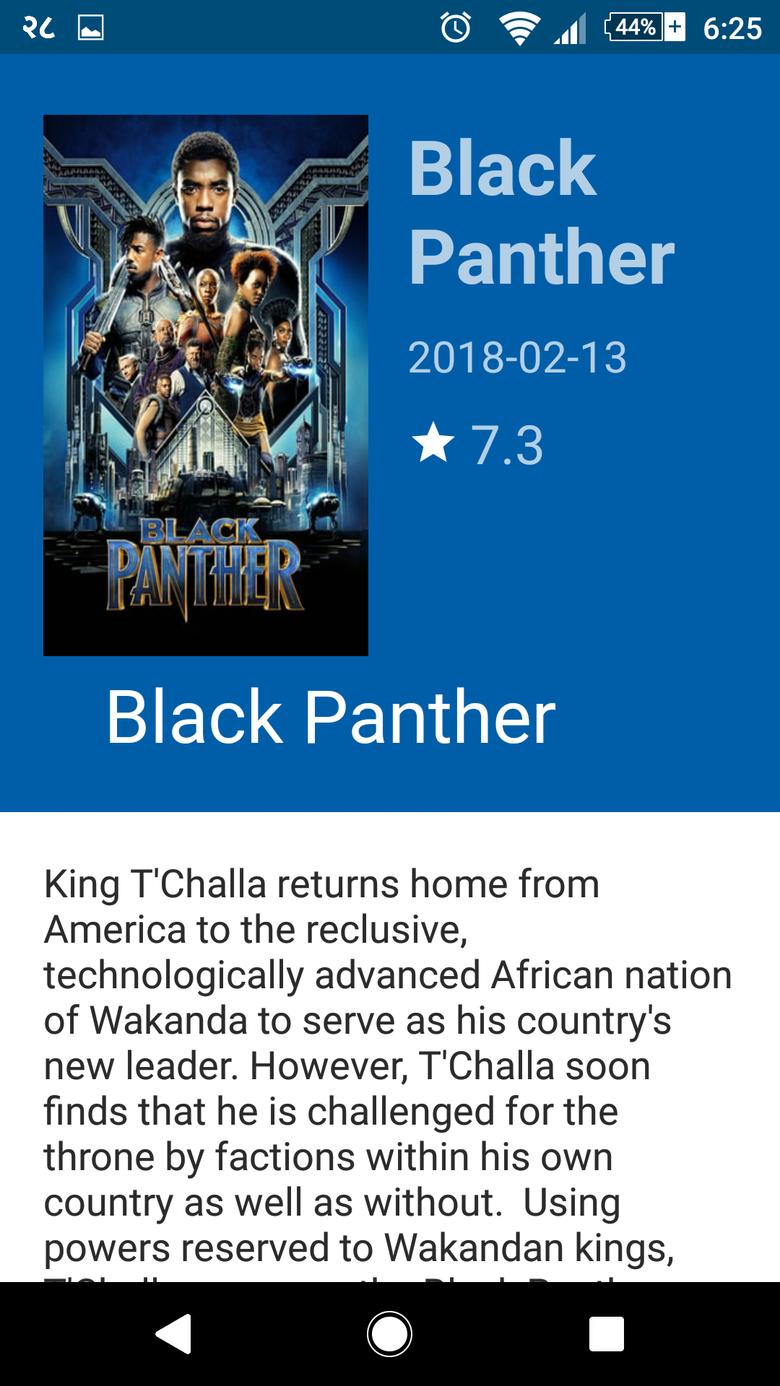 २८ 44% 6:25
Black
Panther
2018-02-13
7.3
BLACK
PANTHER
Black Panther
King T'Challa returns home from
America to the reclusive,
technologically advanced African nation
of Wakanda to serve as his country's
new leader. However, T'Challa soon
finds that he is challenged for the
throne by factions within his own
country as well as without.  Using
powers reserved to Wakandan kings,